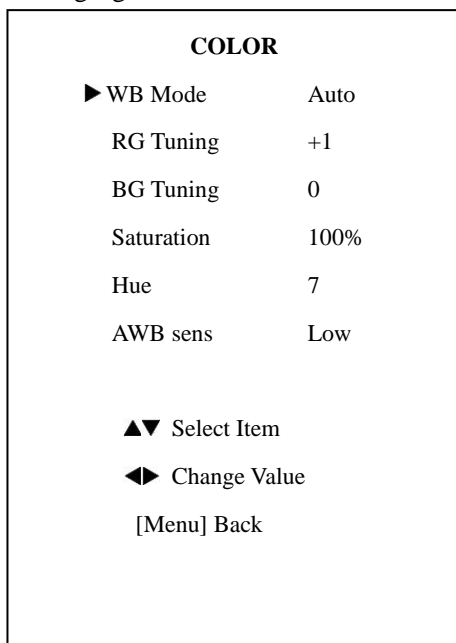 COLOR
▶WB Mode Auto
RG Tuning +1
BG Tuning 0
Saturation 100%
Hue 7
AWB sens Low
▲▼ Select Item
◀▶ Change Value
[Menu] Back